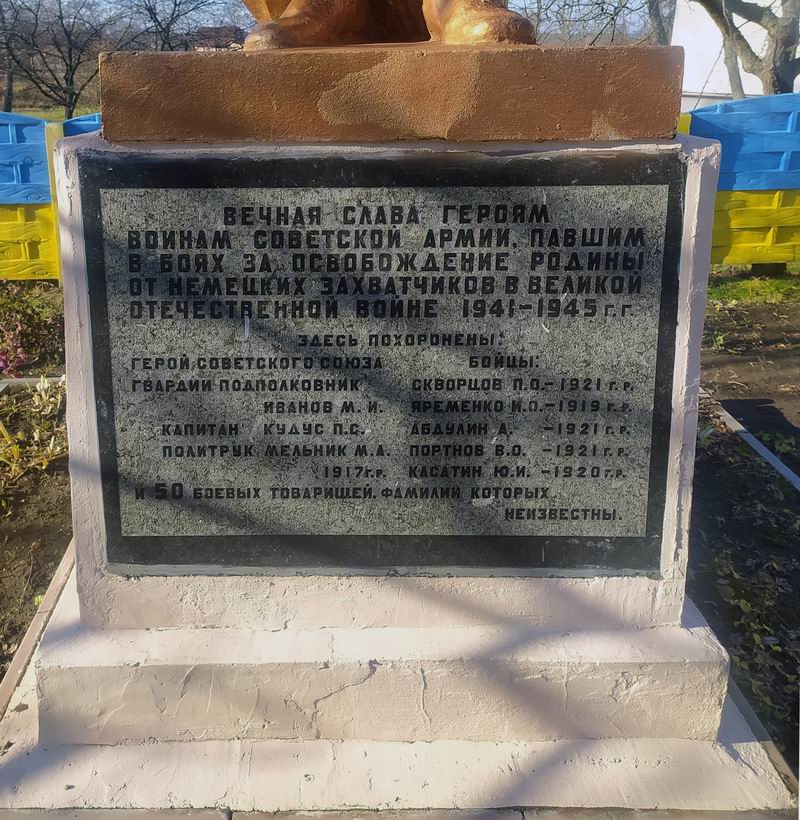 ВЕЧНАЯ СЛАВА ГЕРОЯМ
ВОИНАМ СОВЕТСКОЙ АРМИИ, ПАВШИМ
В БОЯХ ЗА ОСВОБОЖДЕНИЕ РОДИНЫ
ОТ НЕМЕЦКИХ ЗАХВАТЧИКОВ В ВЕЛИКОЙ
ОТЕЧЕСТВЕННОЙ ВОЙНЕ 1941-1945 г.г.
ЗДЕСЬ ПОХОРОНЕНЫ:
ГЕРОЙ СОВЕТСКОГО СОЮЗА БОЙЦЫ:
ГВАРДИИ ПОДПОЛКОВНИК СКВОРЦОВ П.О.-1921 г.р.
ИВАНОВ М. И. ЯРЕМЕНКО И.О.-1919 г.р.
КАПИТАН КУДУС П.С. АБДУЛИН А. -1921 г.р.
ПОЛИТРУК МЕЛЬНИК М.А. ПОРТНОВ В.О. -1921 г.р.
1917 г.р. КАСАТИН Ю.И. -1920 г.р.
И 50 БОЕВЫХ ТОВАРИЩЕЙ. ФАМИЛИИ КОТОРЫХ
НЕИЗВЕСТНЫ.